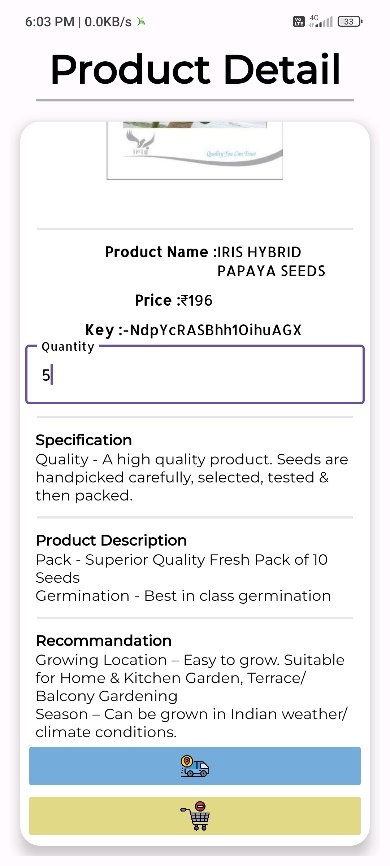 6:03 PM | 0.0KB/s
4G
33
Product Detail
iris
Quality You Can Trust
Product Name :IRIS HYBRID
PAPAYA SEEDS
Price :₹196
Key :-NdpYcRASBhh1OihuAGX
Quantity
5
Specification
Quality - A high quality product. Seeds are
handpicked carefully, selected, tested &
then packed.
Product Description
Pack - Superior Quality Fresh Pack of 10
Seeds
Germination - Best in class germination
Recommandation
Growing Location – Easy to grow. Suitable
for Home & Kitchen Garden, Terrace/
Balcony Gardening
Season – Can be grown in Indian weather/
climate conditions.